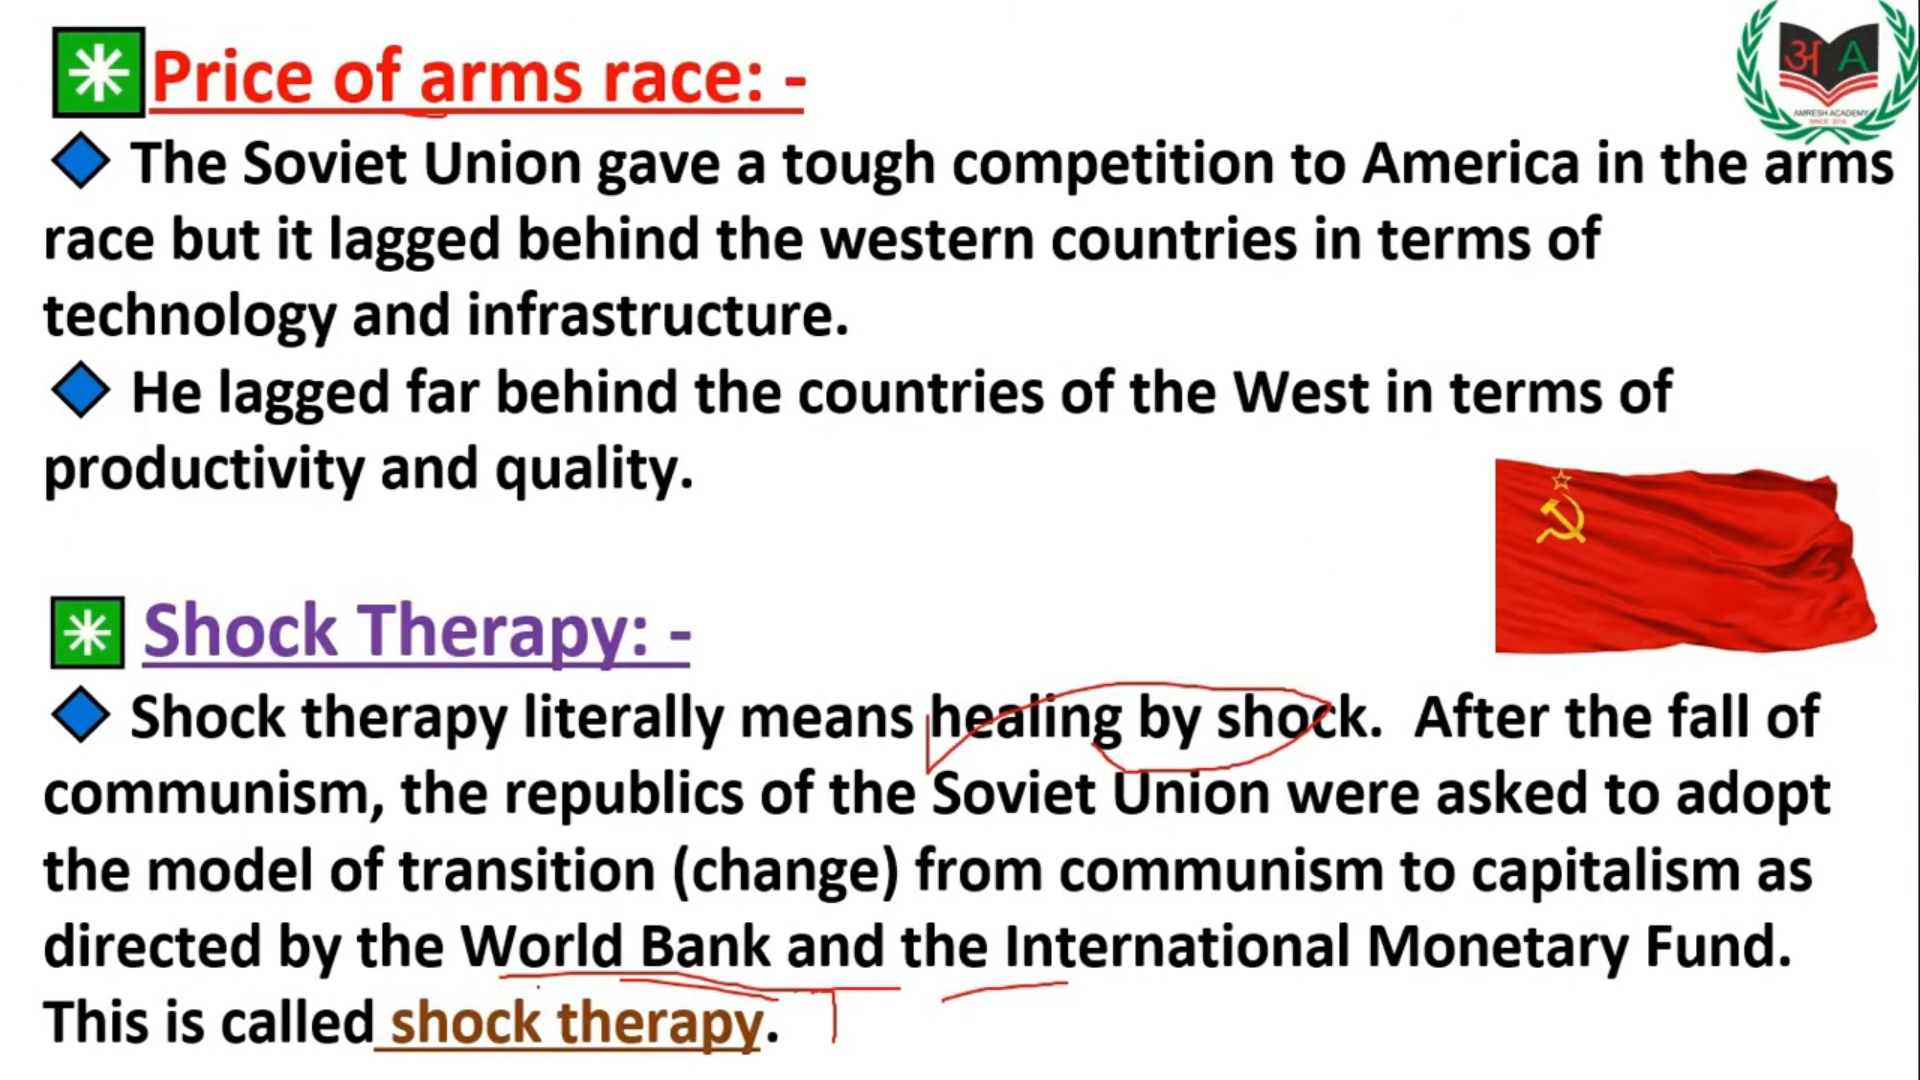 अ A
AMRESH ACADEMY
Price of arms race: -
The Soviet Union gave a tough competition to America in the arms
race but it lagged behind the western countries in terms of
technology and infrastructure.
He lagged far behind the countries of the West in terms of
productivity and quality.
Shock Therapy: -
Shock therapy literally means healing by shock. After the fall of
communism, the republics of the Soviet Union were asked to adopt
the model of transition (change) from communism to capitalism as
directed by the World Bank and the International Monetary Fund.
This is called shock therapy.